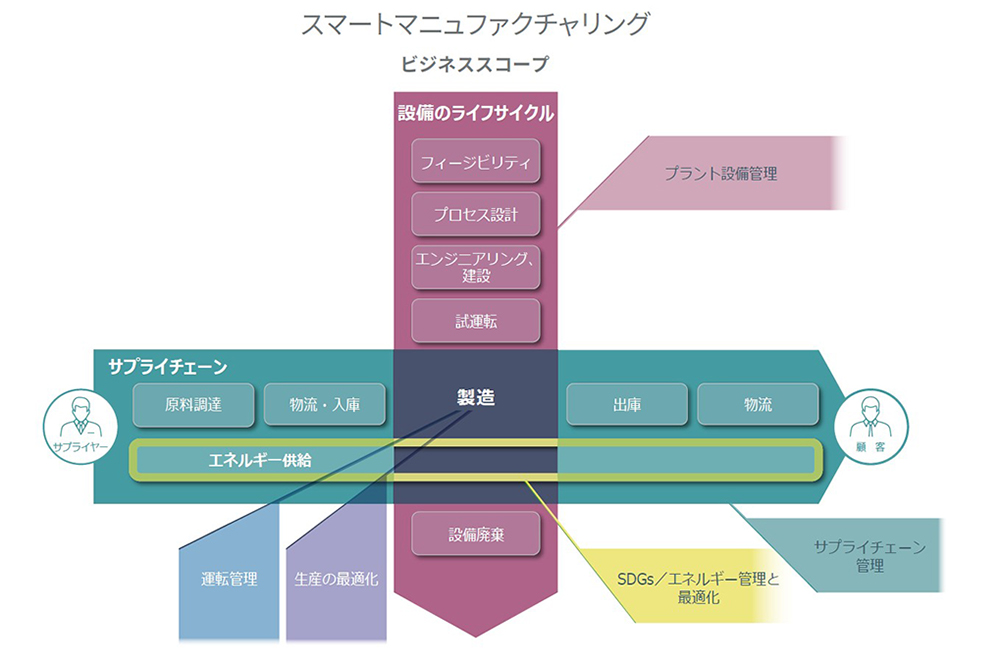 スマートマニュファクチャリング
ビジネススコープ
設備のライフサイクル
フィージビリティ
プラント設備管理
プロセス設計
エンジニアリング、
建設
試運転
サプライチェーン
原料調達
物流・入庫
製造
出庫
物流
サプライヤー
顧 客
エネルギー供給
設備廃棄
運転管理
生産の最適化
SDGs／エネルギー管理と
最適化
サプライチェーン
管理